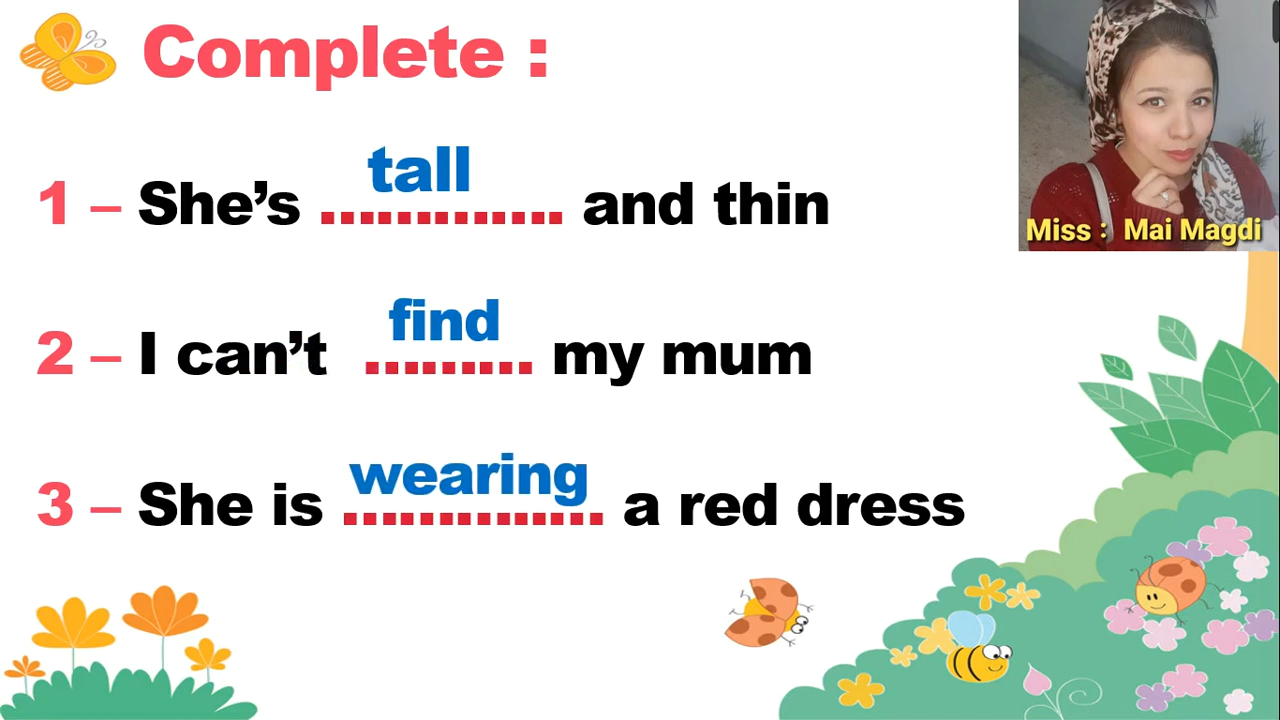 Complete :
1 – She’s tall ............. and thin
2 – I can’t find ......... my mum
3 – She is wearing .............. a red dress
Miss : Mai Magdi